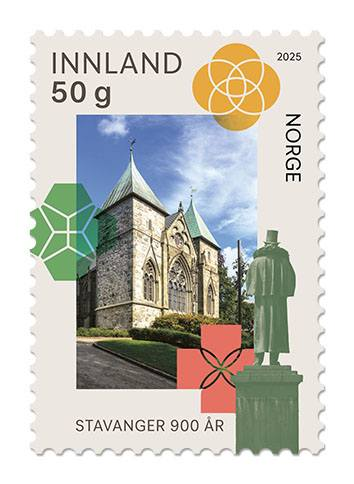 INNLAND
50 g
2025
NORGE
STAVANGER 900 ÅR